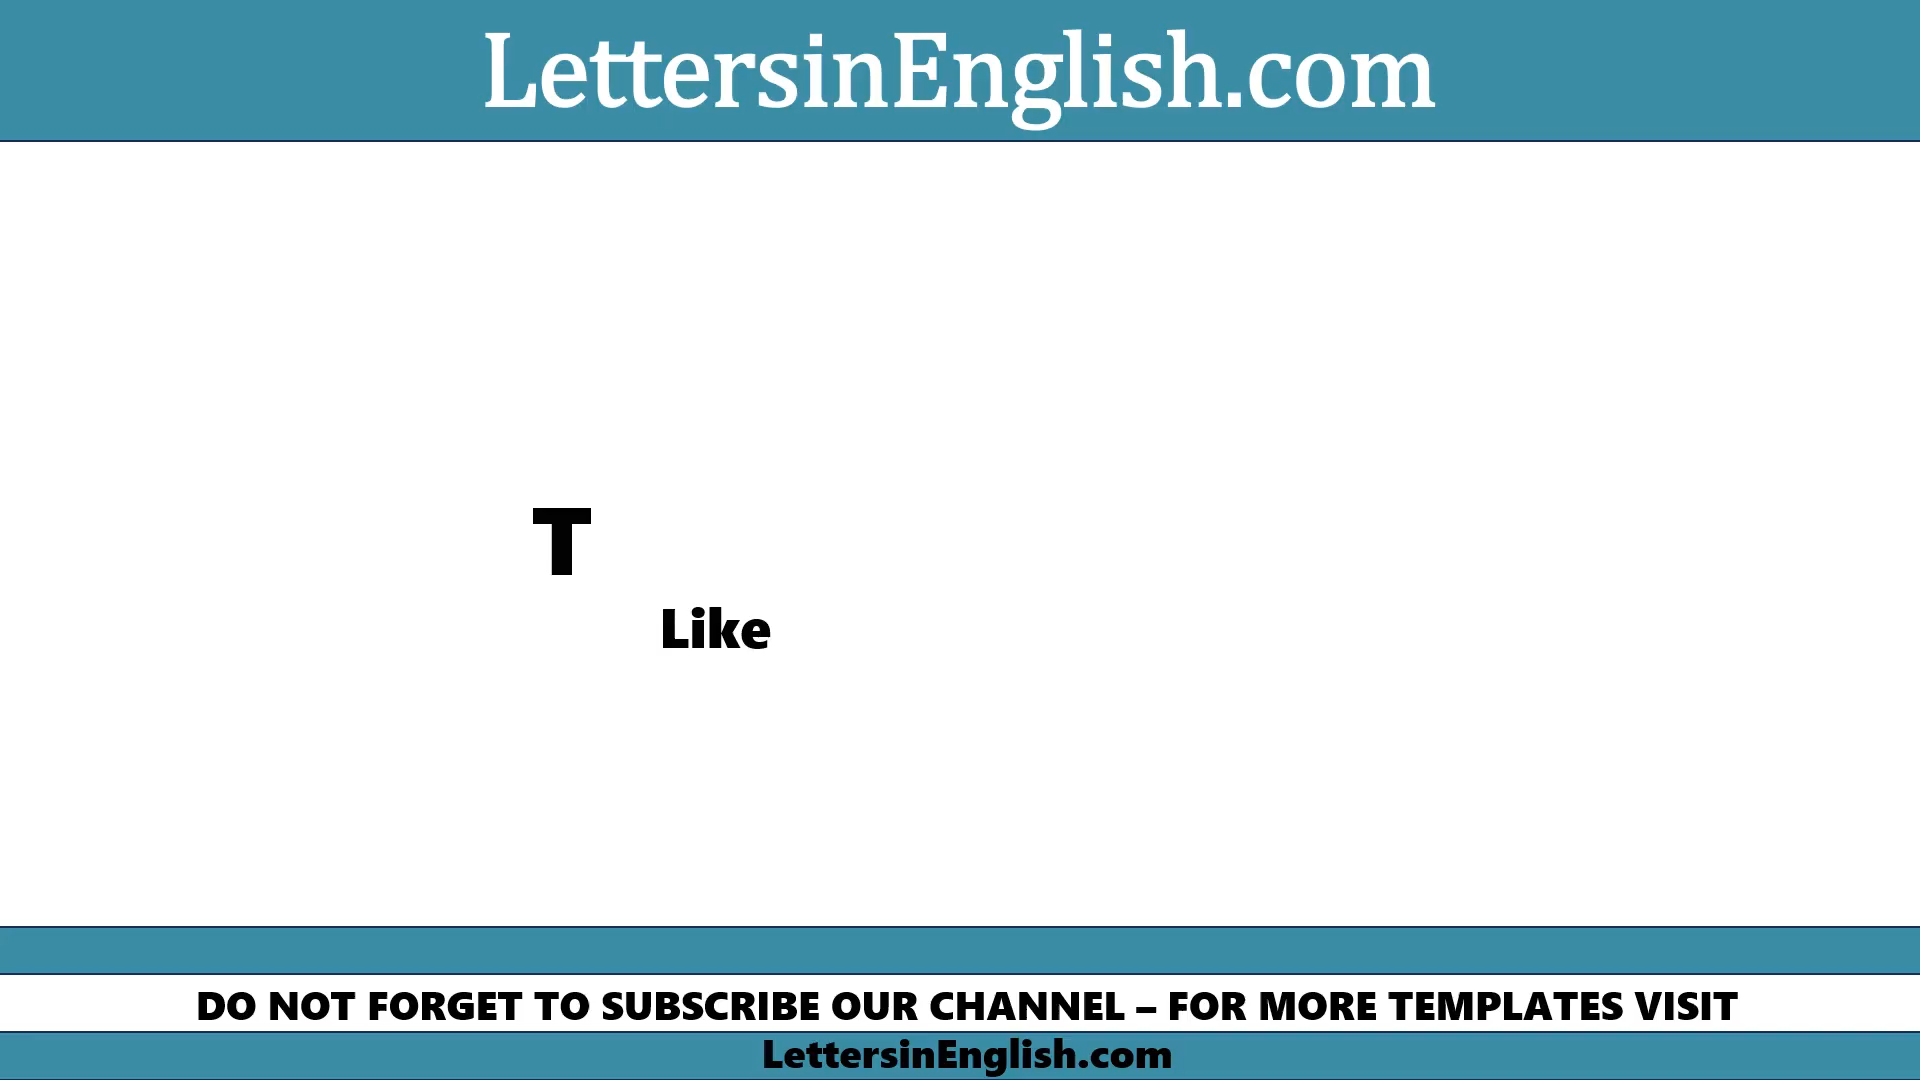 LettersinEnglish.com
T
Like
DO NOT FORGET TO SUBSCRIBE OUR CHANNEL – FOR MORE TEMPLATES VISIT
LettersinEnglish.com